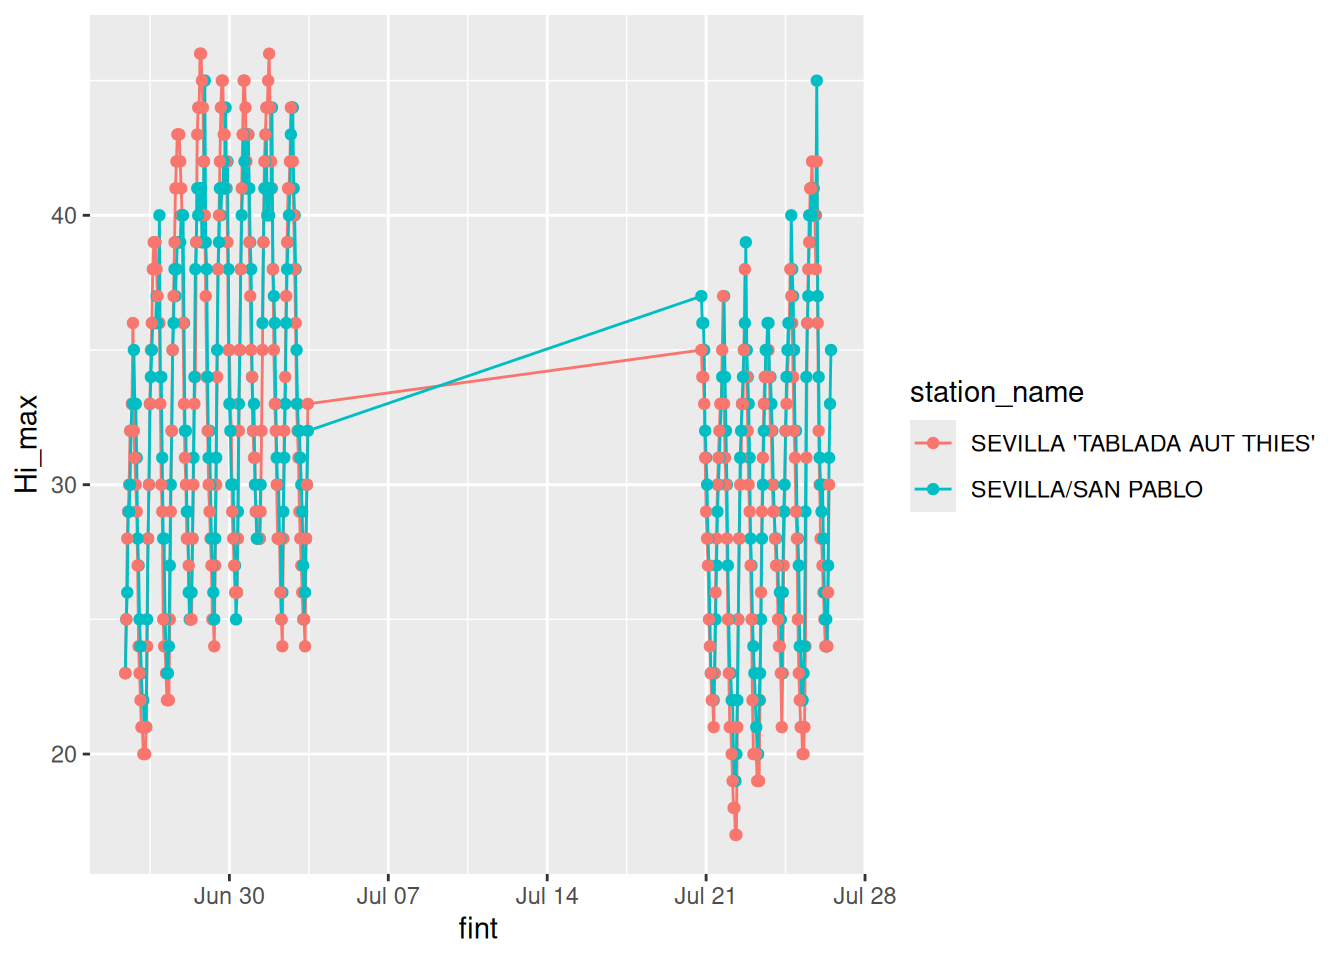 Hi_max
40
30
20
Jun 30
Jul 07
Jul 14
Jul 21
Jul 28
fint
station_name
SEVILLA 'TABLADA AUT THIES'
SEVILLA/SAN PABLO